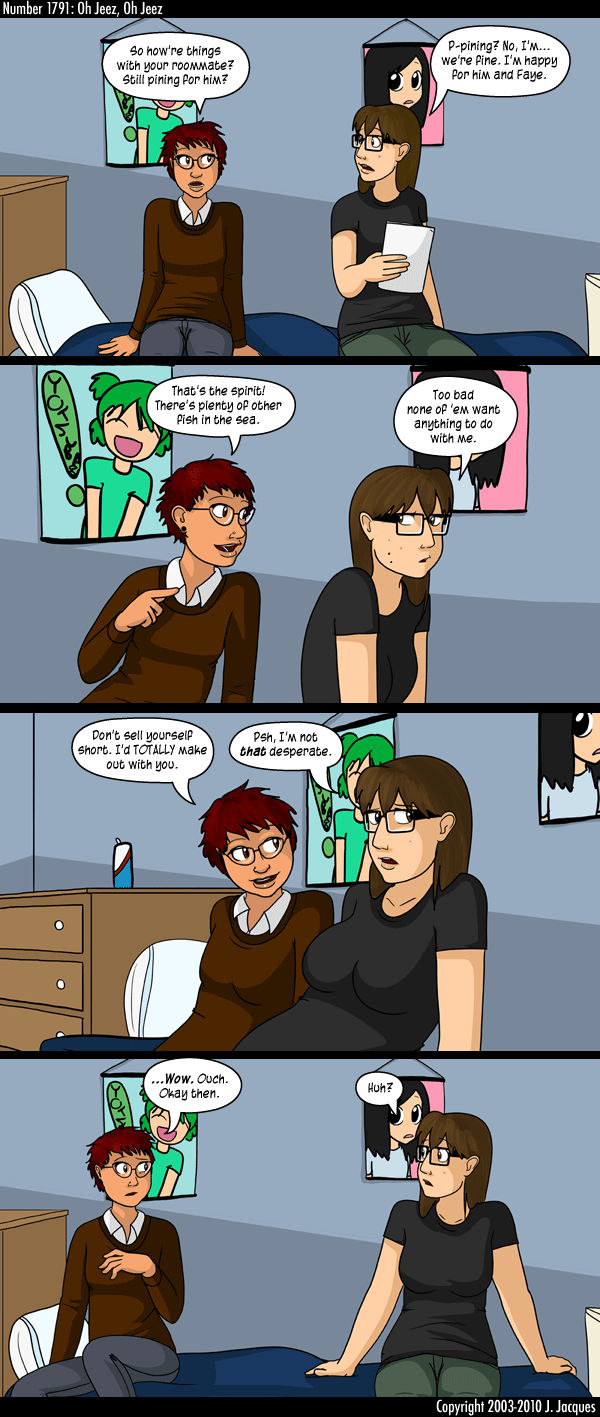 Number 1791: Oh Jeez, Oh Jeez
So how're things
with your roommate?
Still pining for him?
P-pining? No, I'm...
we're fine. I'm happy
for him and Faye.
That's the spirit!
There's plenty of other
fish in the sea.
Too bad
none of 'em want
anything to do
with me.
Don't sell yourself
short. I'd TOTALLY make
out with you.
Psh, I'm not
that desperate.
...Wow. Ouch.
Okay then.
Huh?
Copyright 2003-2010 J. Jacques